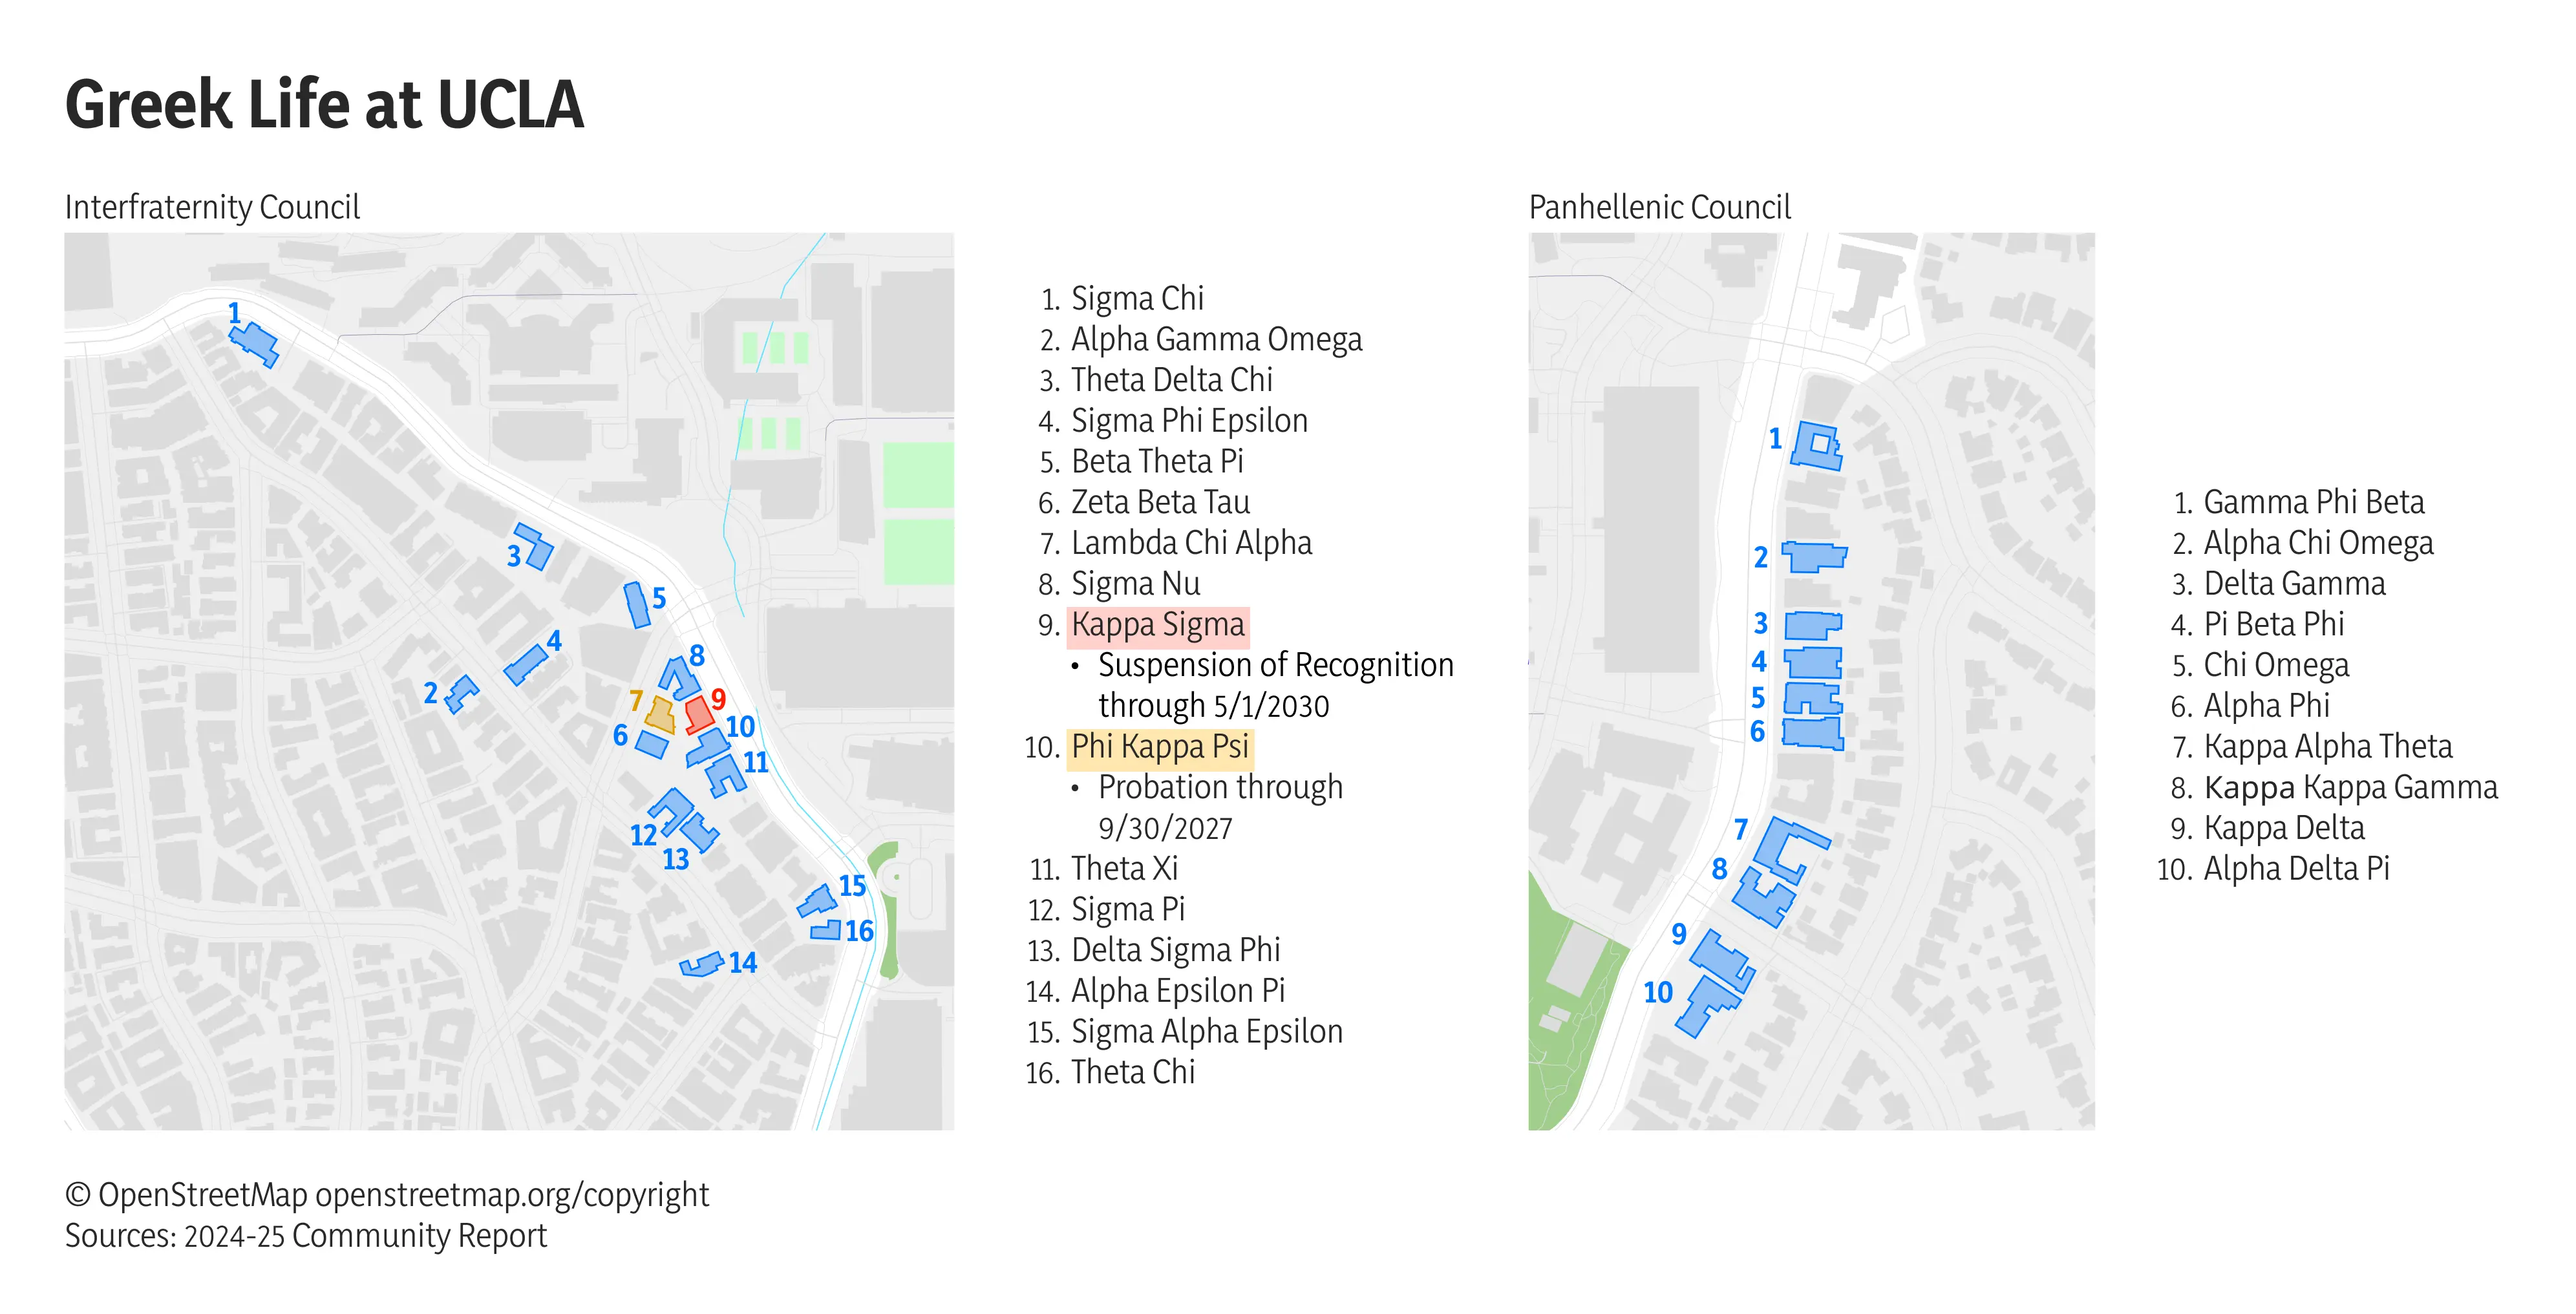 Greek Life at UCLA
Interfraternity Council
1
2
3
4
5
6
7
8
9
10
11
12
13
14
15
16
1. Sigma Chi
2. Alpha Gamma Omega
3. Theta Delta Chi
4. Sigma Phi Epsilon
5. Beta Theta Pi
6. Zeta Beta Tau
7. Lambda Chi Alpha
8. Sigma Nu
9. Kappa Sigma
• Suspension of Recognition
through 5/1/2030
10. Phi Kappa Psi
• Probation through
9/30/2027
11. Theta Xi
12. Sigma Pi
13. Delta Sigma Phi
14. Alpha Epsilon Pi
15. Sigma Alpha Epsilon
16. Theta Chi
Panhellenic Council
1
2
3
4
5
6
7
8
9
10
1. Gamma Phi Beta
2. Alpha Chi Omega
3. Delta Gamma
4. Pi Beta Phi
5. Chi Omega
6. Alpha Phi
7. Kappa Alpha Theta
8. Kappa Kappa Gamma
9. Kappa Delta
10. Alpha Delta Pi
© OpenStreetMap openstreetmap.org/copyright
Sources: 2024-25 Community Report